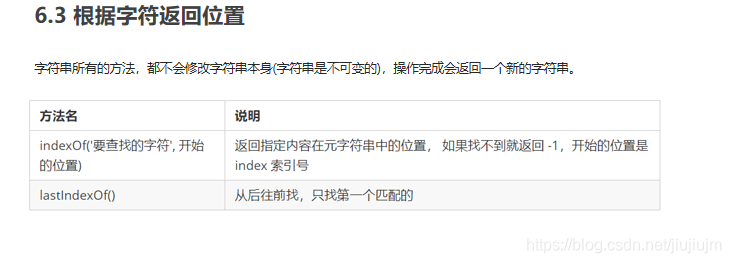 6.3 根据字符返回位置
字符串所有的方法，都不会修改字符串本身(字符串是不可变的)，操作完成会返回一个新的字符串。
方法名 说明
indexOf('要查找的字符', 开始
的位置)
返回指定内容在元字符串中的位置， 如果找不到就返回 -1，开始的位置是
index 索引号
lastIndexOf() 从后往前找，只找第一个匹配的
https://blog.csdn.net/jiujiujm